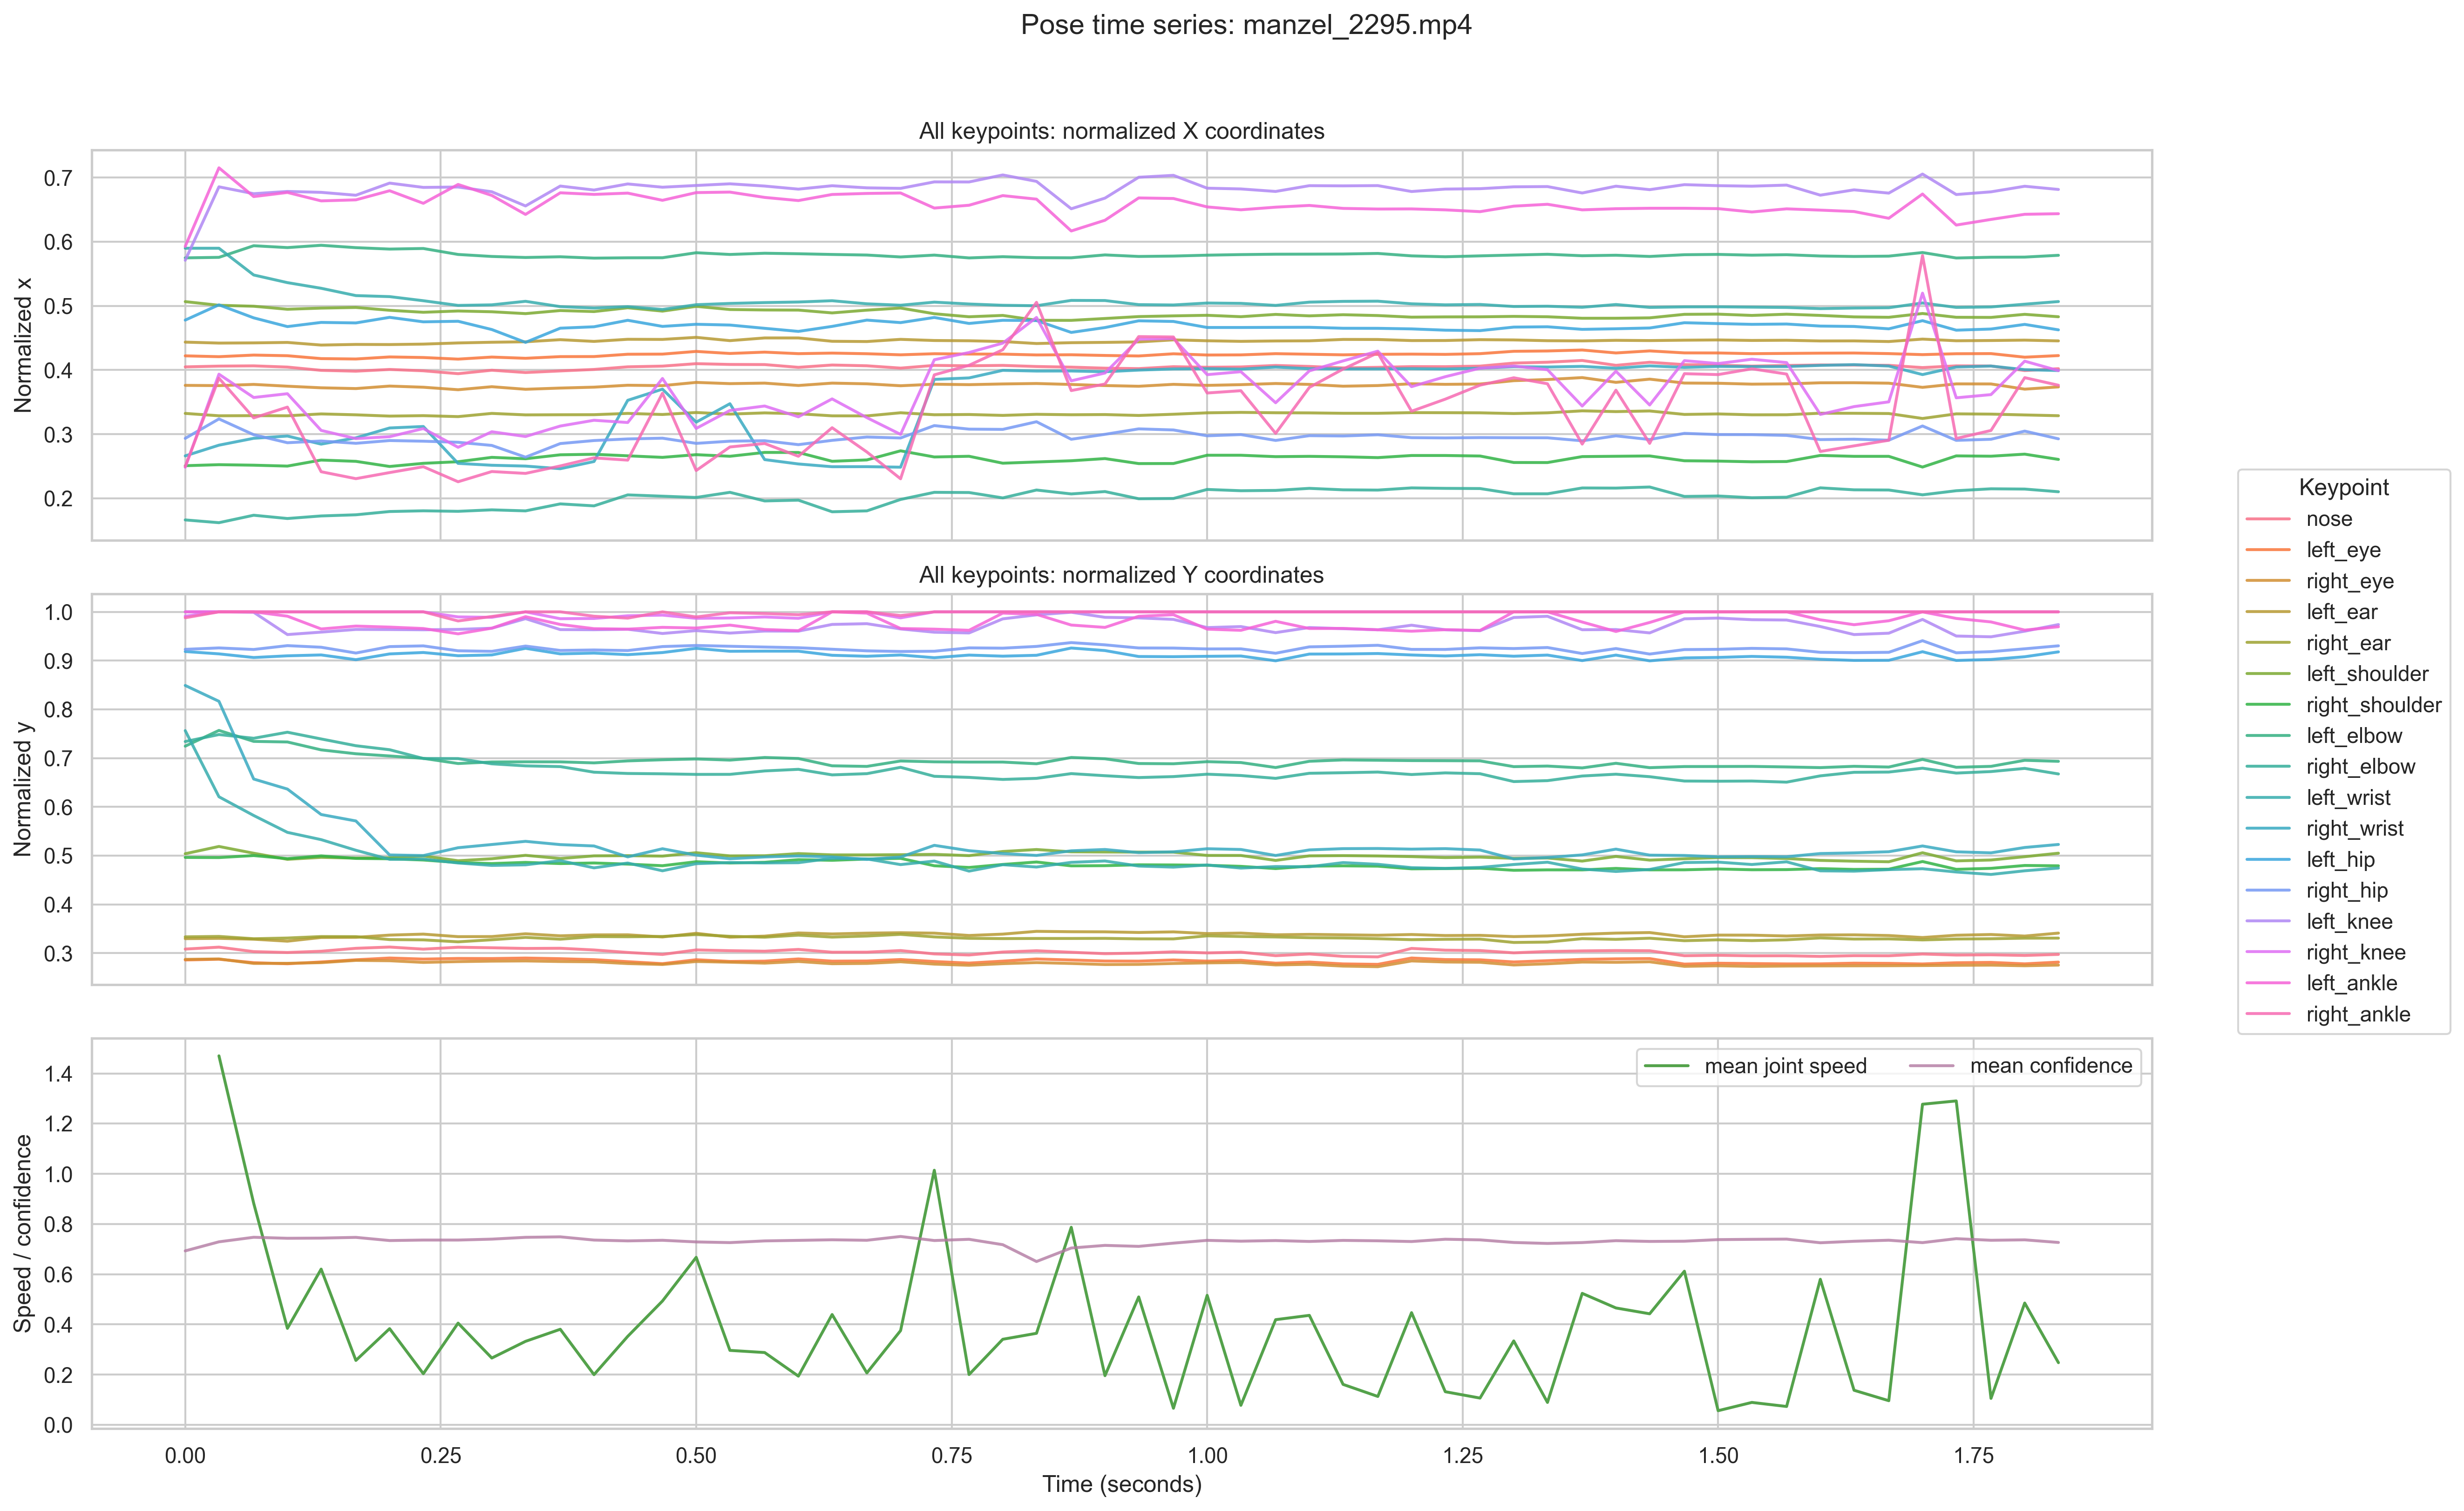 Pose time series: manzel_2295.mp4
All keypoints: normalized X coordinates
Normalized x
0.7
0.6
0.5
0.4
0.3
0.2
All keypoints: normalized Y coordinates
Normalized y
1.0
0.9
0.8
0.7
0.6
0.5
0.4
0.3
Keypoint
nose
left_eye
right_eye
left_ear
right_ear
left_shoulder
right_shoulder
left_elbow
right_elbow
left_wrist
right_wrist
left_hip
right_hip
left_knee
right_knee
left_ankle
right_ankle
mean joint speed mean confidence
Speed / confidence
1.4
1.2
1.0
0.8
0.6
0.4
0.2
0.0
0.00 0.25 0.50 0.75 1.00 1.25 1.50 1.75
Time (seconds)